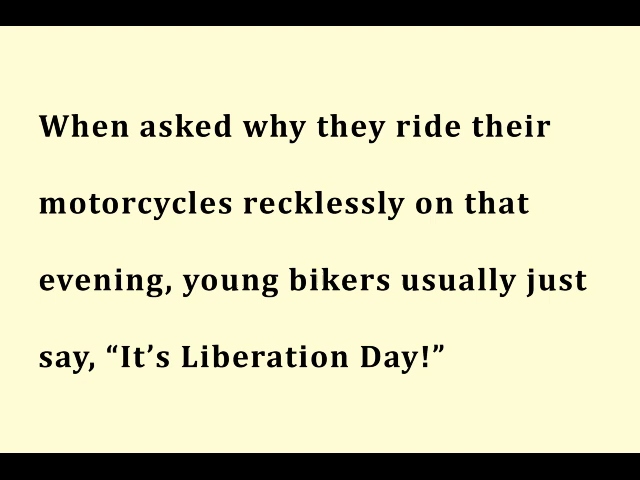 When asked why they ride their
motorcycles recklessly on that
evening, young bikers usually just
say, “It’s Liberation Day!”